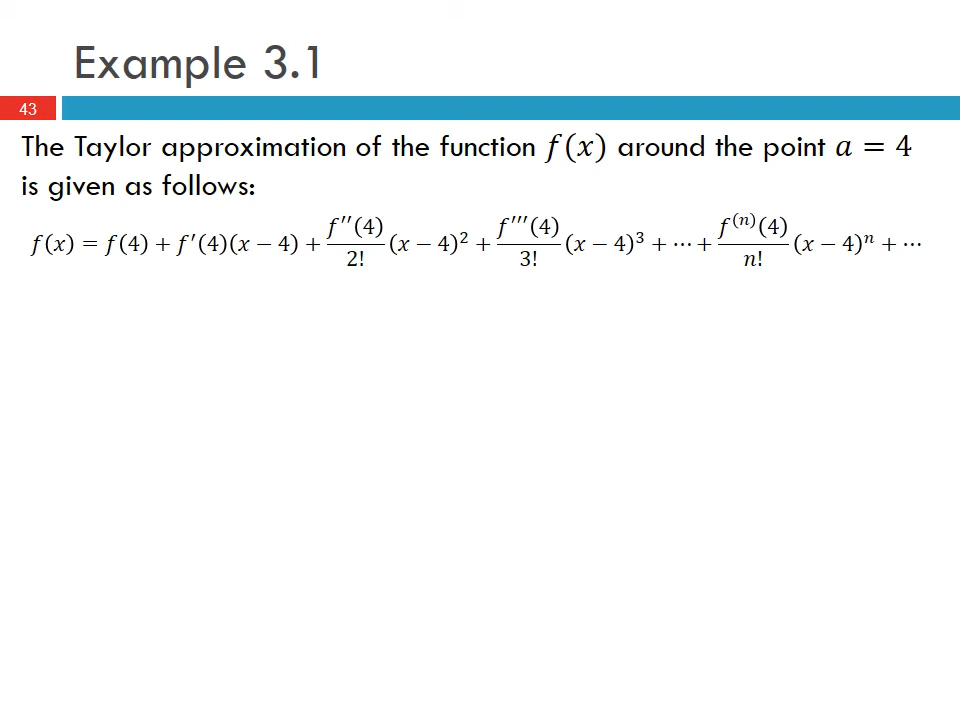 Example 3.1
43
The Taylor approximation of the function f(x) around the point a = 4
is given as follows:
f(x) = f(4) + f′(4)(x − 4) + f″(4)/2! (x − 4)² + f‴(4)/3! (x − 4)³ + ⋯ + f⁽ⁿ⁾(4)/n! (x − 4)ⁿ + ⋯